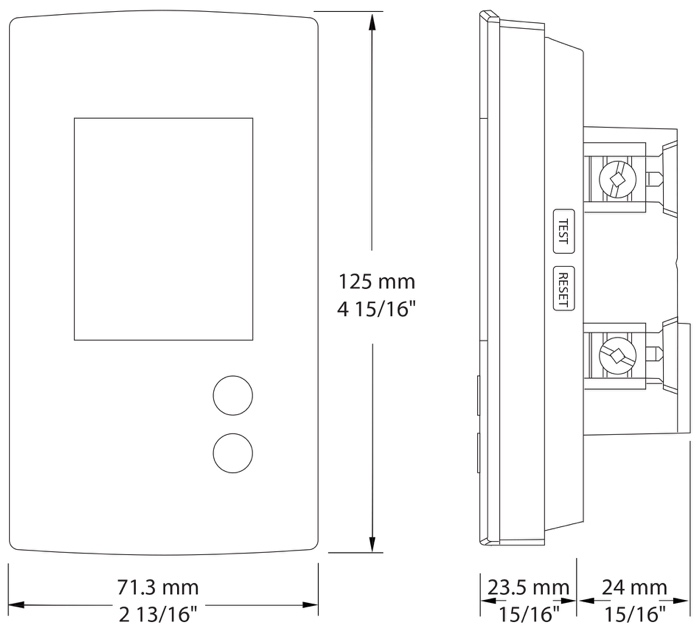 125 mm
4 15/16"
71.3 mm
2 13/16"
TEST
RESET
23.5 mm
15/16"
24 mm
15/16"